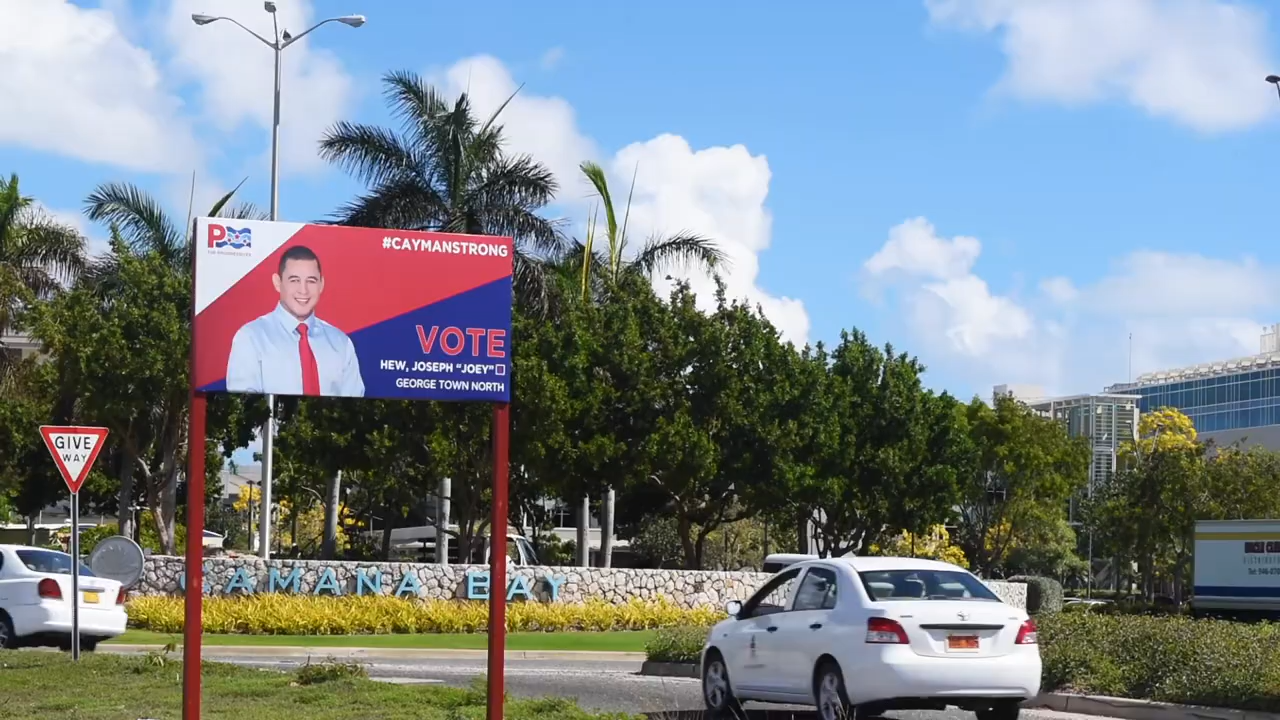 #CAYMANSTRONG
VOTE
HEW, JOSEPH "JOEY"
GEORGE TOWN NORTH
GIVE
WAY
CAMANA BAY